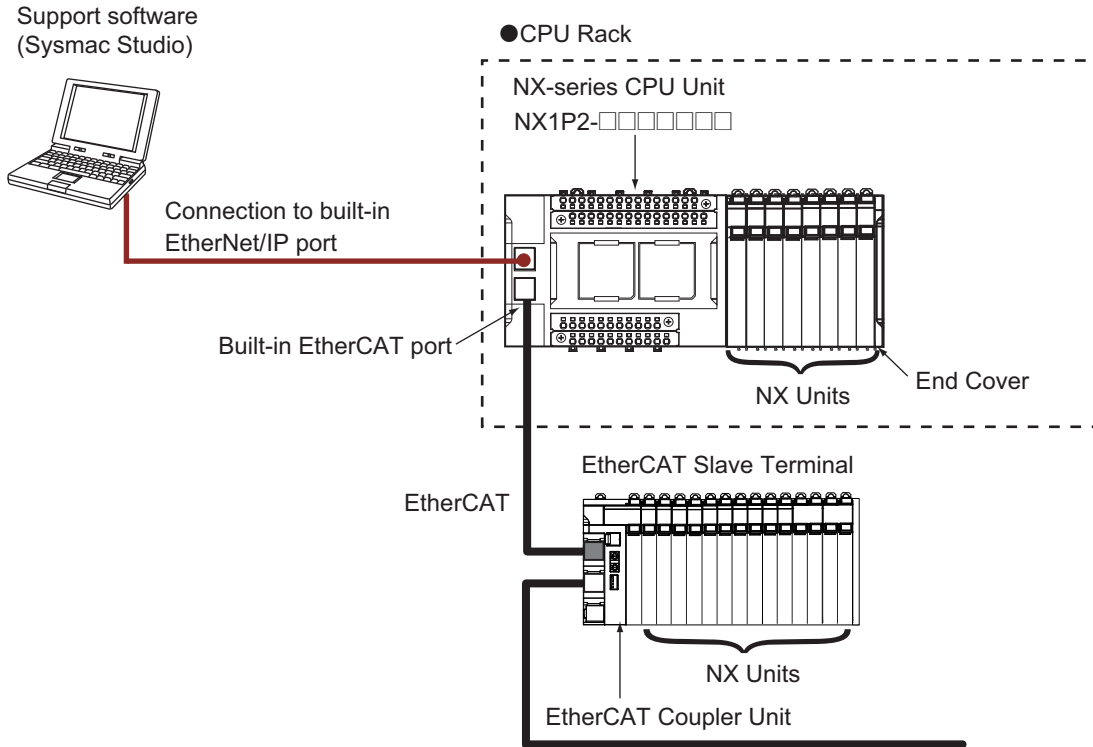 Support software
(Sysmac Studio)
●CPU Rack
NX-series CPU Unit
NX1P2-□□□□□□□
Connection to built-in
EtherNet/IP port
Built-in EtherCAT port
NX Units
End Cover
EtherCAT Slave Terminal
EtherCAT
NX Units
EtherCAT Coupler Unit